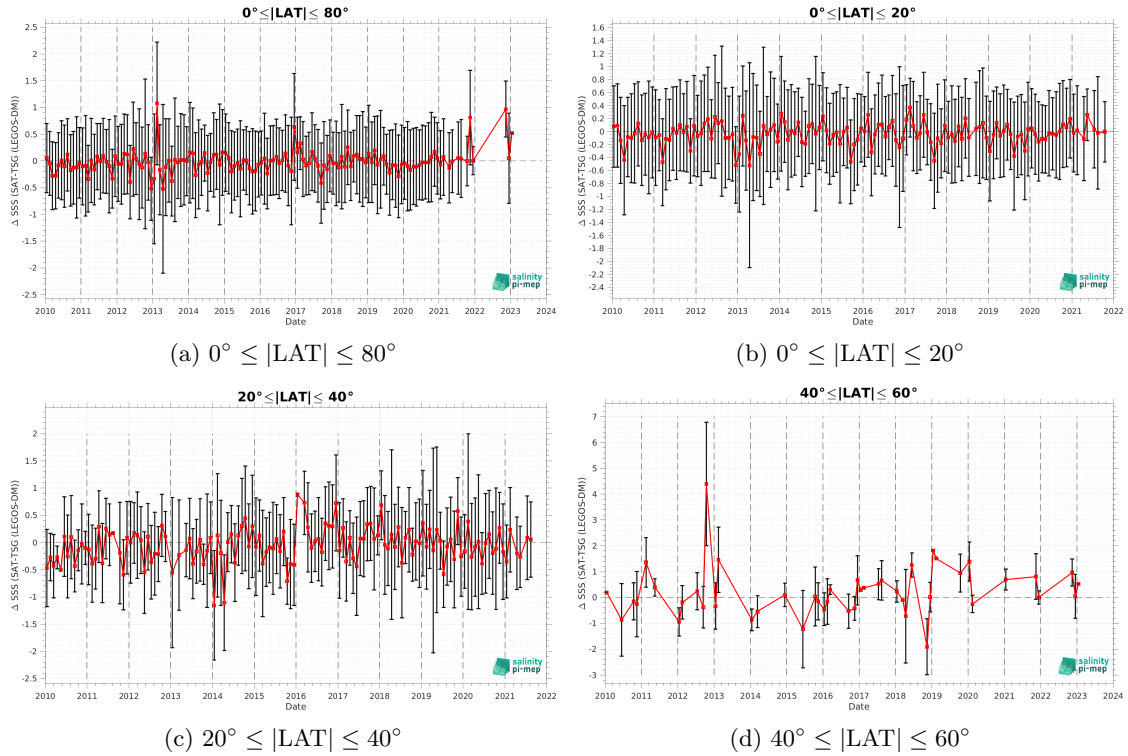 0°≤|LAT|≤ 80°
Δ SSS (SAT-TSG (LEGOS-DM))
2.5
2
1.5
1
0.5
0
-0.5
-1
-1.5
-2
-2.5
2010 2011 2012 2013 2014 2015 2016 2017 2018 2019 2020 2021 2022 2023 2024
Date
salinity
pi-mep
(a) 0° ≤ |LAT| ≤ 80°
0°≤|LAT|≤ 20°
Δ SSS (SAT-TSG (LEGOS-DM))
1.6
1.4
1.2
1
0.8
0.6
0.4
0.2
0
-0.2
-0.4
-0.6
-0.8
-1
-1.2
-1.4
-1.6
-1.8
-2
-2.2
-2.4
2010 2011 2012 2013 2014 2015 2016 2017 2018 2019 2020 2021 2022
Date
salinity
pi-mep
(b) 0° ≤ |LAT| ≤ 20°
20°≤|LAT|≤ 40°
Δ SSS (SAT-TSG (LEGOS-DM))
2
1.5
1
0.5
0
-0.5
-1
-1.5
-2
-2.5
2010 2011 2012 2013 2014 2015 2016 2017 2018 2019 2020 2021 2022
Date
salinity
pi-mep
(c) 20° ≤ |LAT| ≤ 40°
40°≤|LAT|≤ 60°
Δ SSS (SAT-TSG (LEGOS-DM))
7
6
5
4
3
2
1
0
-1
-2
-3
2010 2011 2012 2013 2014 2015 2016 2017 2018 2019 2020 2021 2022 2023 2024
Date
salinity
pi-mep
(d) 40° ≤ |LAT| ≤ 60°